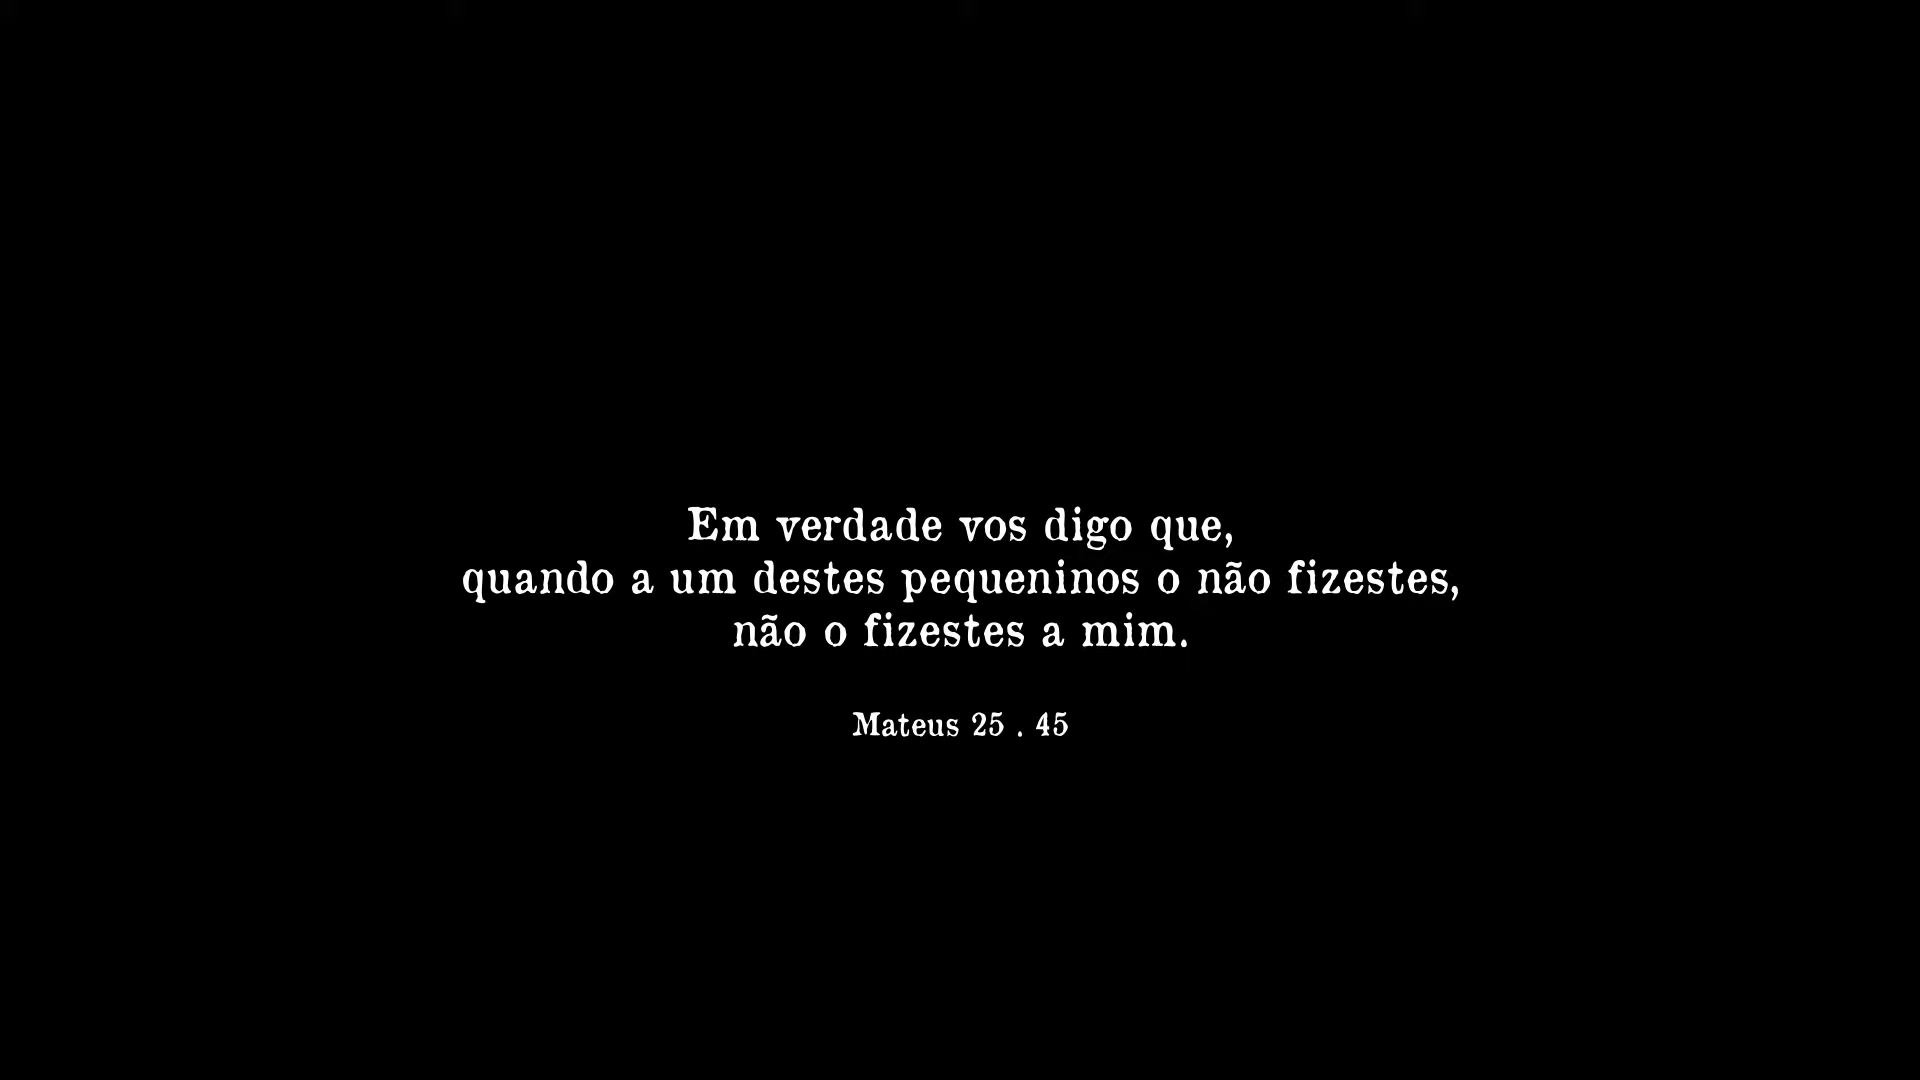 Em verdade vos digo que,
quando a um destes pequeninos o não fizestes,
não o fizestes a mim.
Mateus 25 . 45